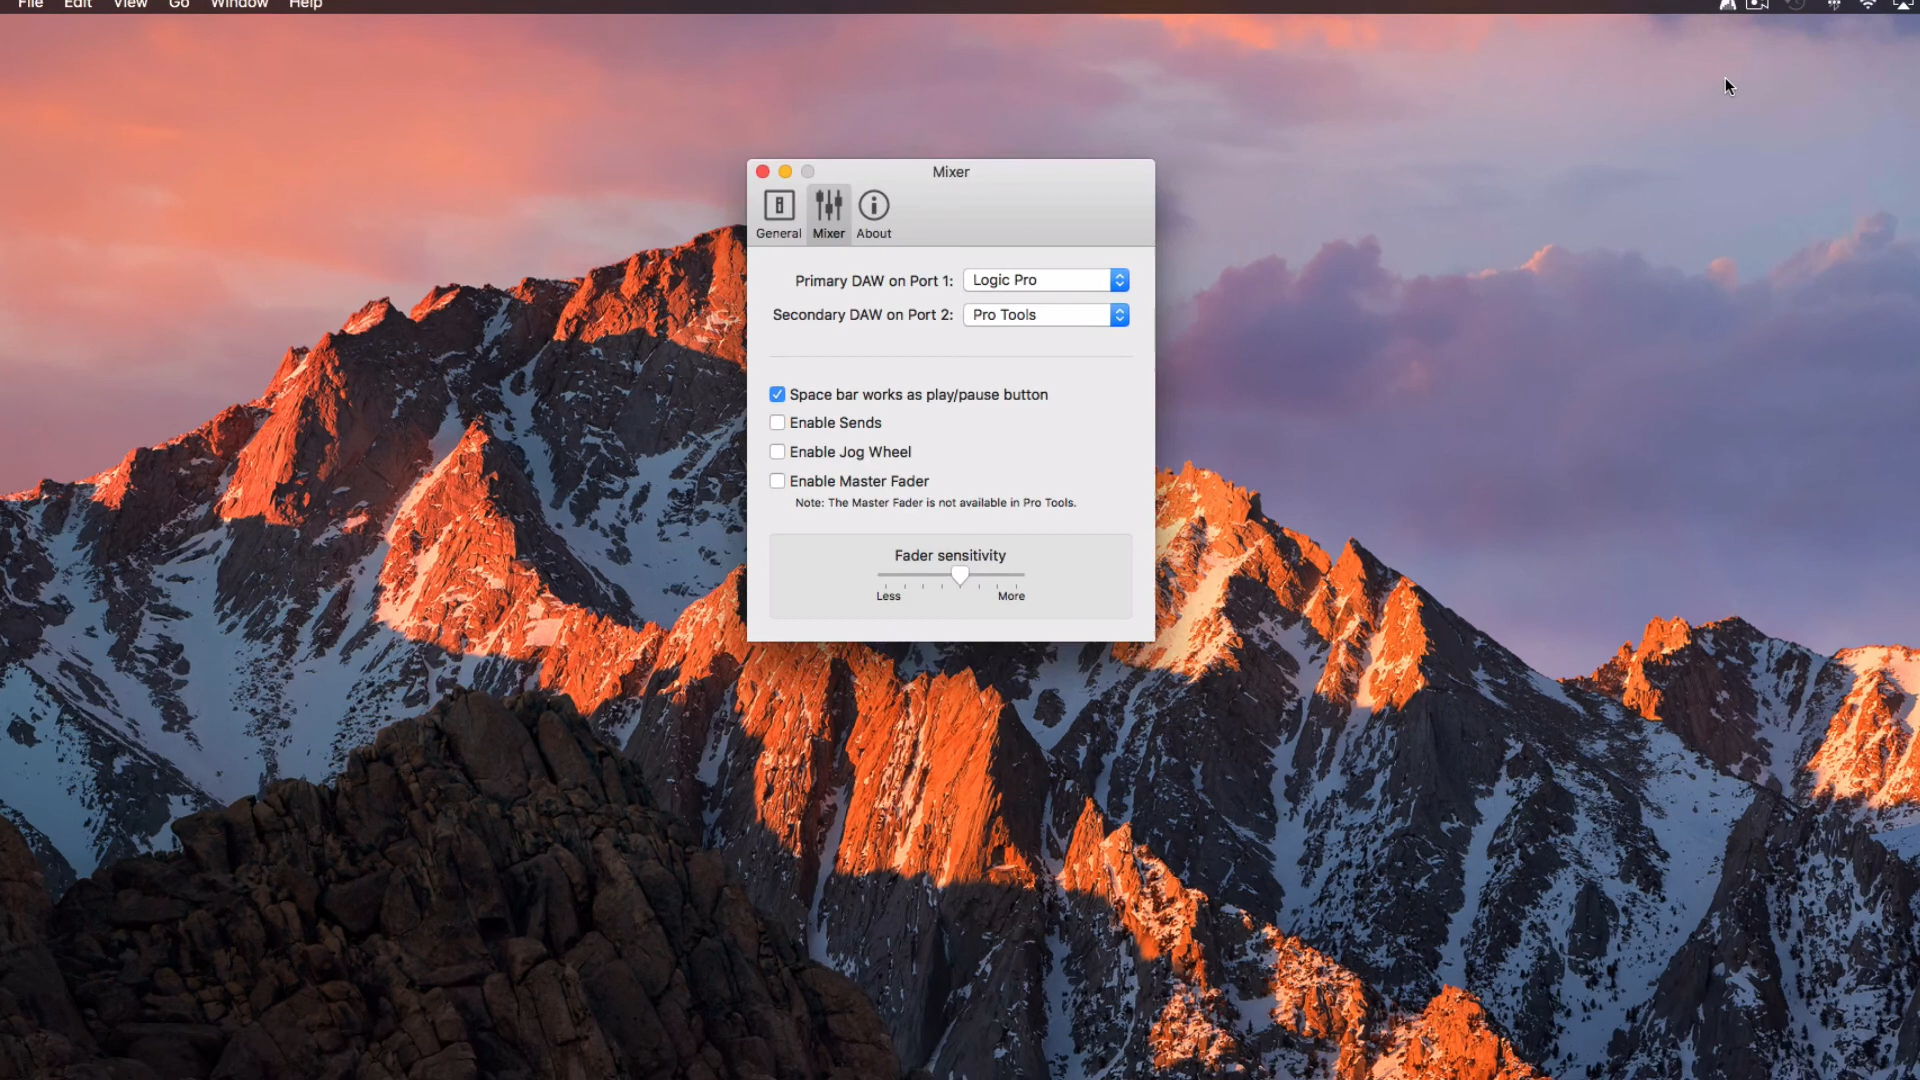 File Edit View Go Window Help
Mixer
General Mixer About
Primary DAW on Port 1: Logic Pro
Secondary DAW on Port 2: Pro Tools
Space bar works as play/pause button
Enable Sends
Enable Jog Wheel
Enable Master Fader
Note: The Master Fader is not available in Pro Tools.
Fader sensitivity
Less More